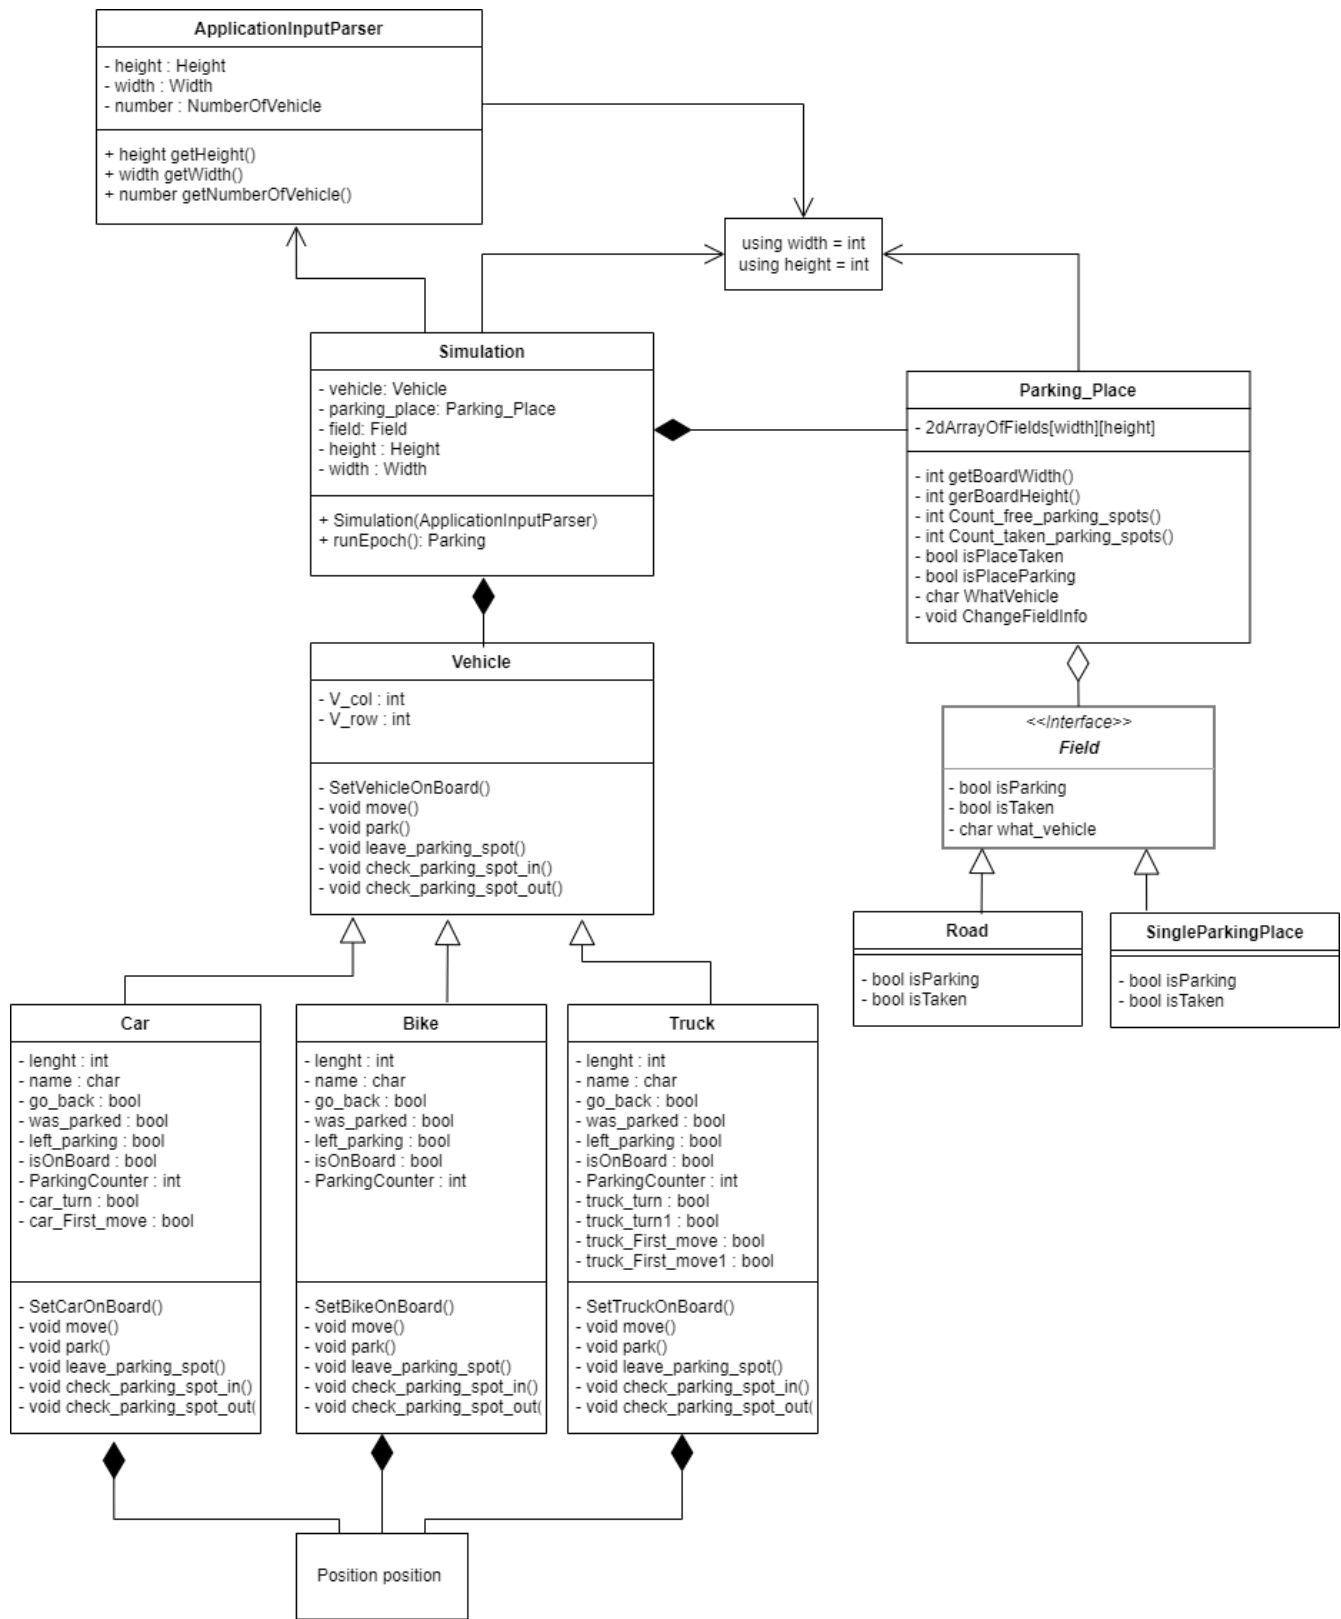 ApplicationInputParser
- height : Height
- width : Width
- number : NumberOfVehicle
+ height getHeight()
+ width getWidth()
+ number getNumberOfVehicle()
using width = int
using height = int
Simulation
- vehicle: Vehicle
- parking_place: Parking_Place
- field: Field
- height : Height
- width : Width
+ Simulation(ApplicationInputParser)
+ runEpoch(): Parking
Parking_Place
- 2dArrayOfFields[width][height]
- int getBoardWidth()
- int gerBoardHeight()
- int Count_free_parking_spots()
- int Count_taken_parking_spots()
- bool isPlaceTaken
- bool isPlaceParking
- char WhatVehicle
- void ChangeFieldInfo
Vehicle
- V_col : int
- V_row : int
- SetVehicleOnBoard()
- void move()
- void park()
- void leave_parking_spot()
- void check_parking_spot_in()
- void check_parking_spot_out()
<<Interface>>
Field
- bool isParking
- bool isTaken
- char what_vehicle
Road
- bool isParking
- bool isTaken
SingleParkingPlace
- bool isParking
- bool isTaken
Car
- lenght : int
- name : char
- go_back : bool
- was_parked : bool
- left_parking : bool
- isOnBoard : bool
- ParkingCounter : int
- car_turn : bool
- car_First_move : bool
- SetCarOnBoard()
- void move()
- void park()
- void leave_parking_spot()
- void check_parking_spot_in()
- void check_parking_spot_out(
Bike
- lenght : int
- name : char
- go_back : bool
- was_parked : bool
- left_parking : bool
- isOnBoard : bool
- ParkingCounter : int
- SetBikeOnBoard()
- void move()
- void park()
- void leave_parking_spot()
- void check_parking_spot_in()
- void check_parking_spot_out(
Truck
- lenght : int
- name : char
- go_back : bool
- was_parked : bool
- left_parking : bool
- isOnBoard : bool
- ParkingCounter : int
- truck_turn : bool
- truck_turn1 : bool
- truck_First_move : bool
- truck_First_move1 : bool
- SetTruckOnBoard()
- void move()
- void park()
- void leave_parking_spot()
- void check_parking_spot_in()
- void check_parking_spot_out(
Position position